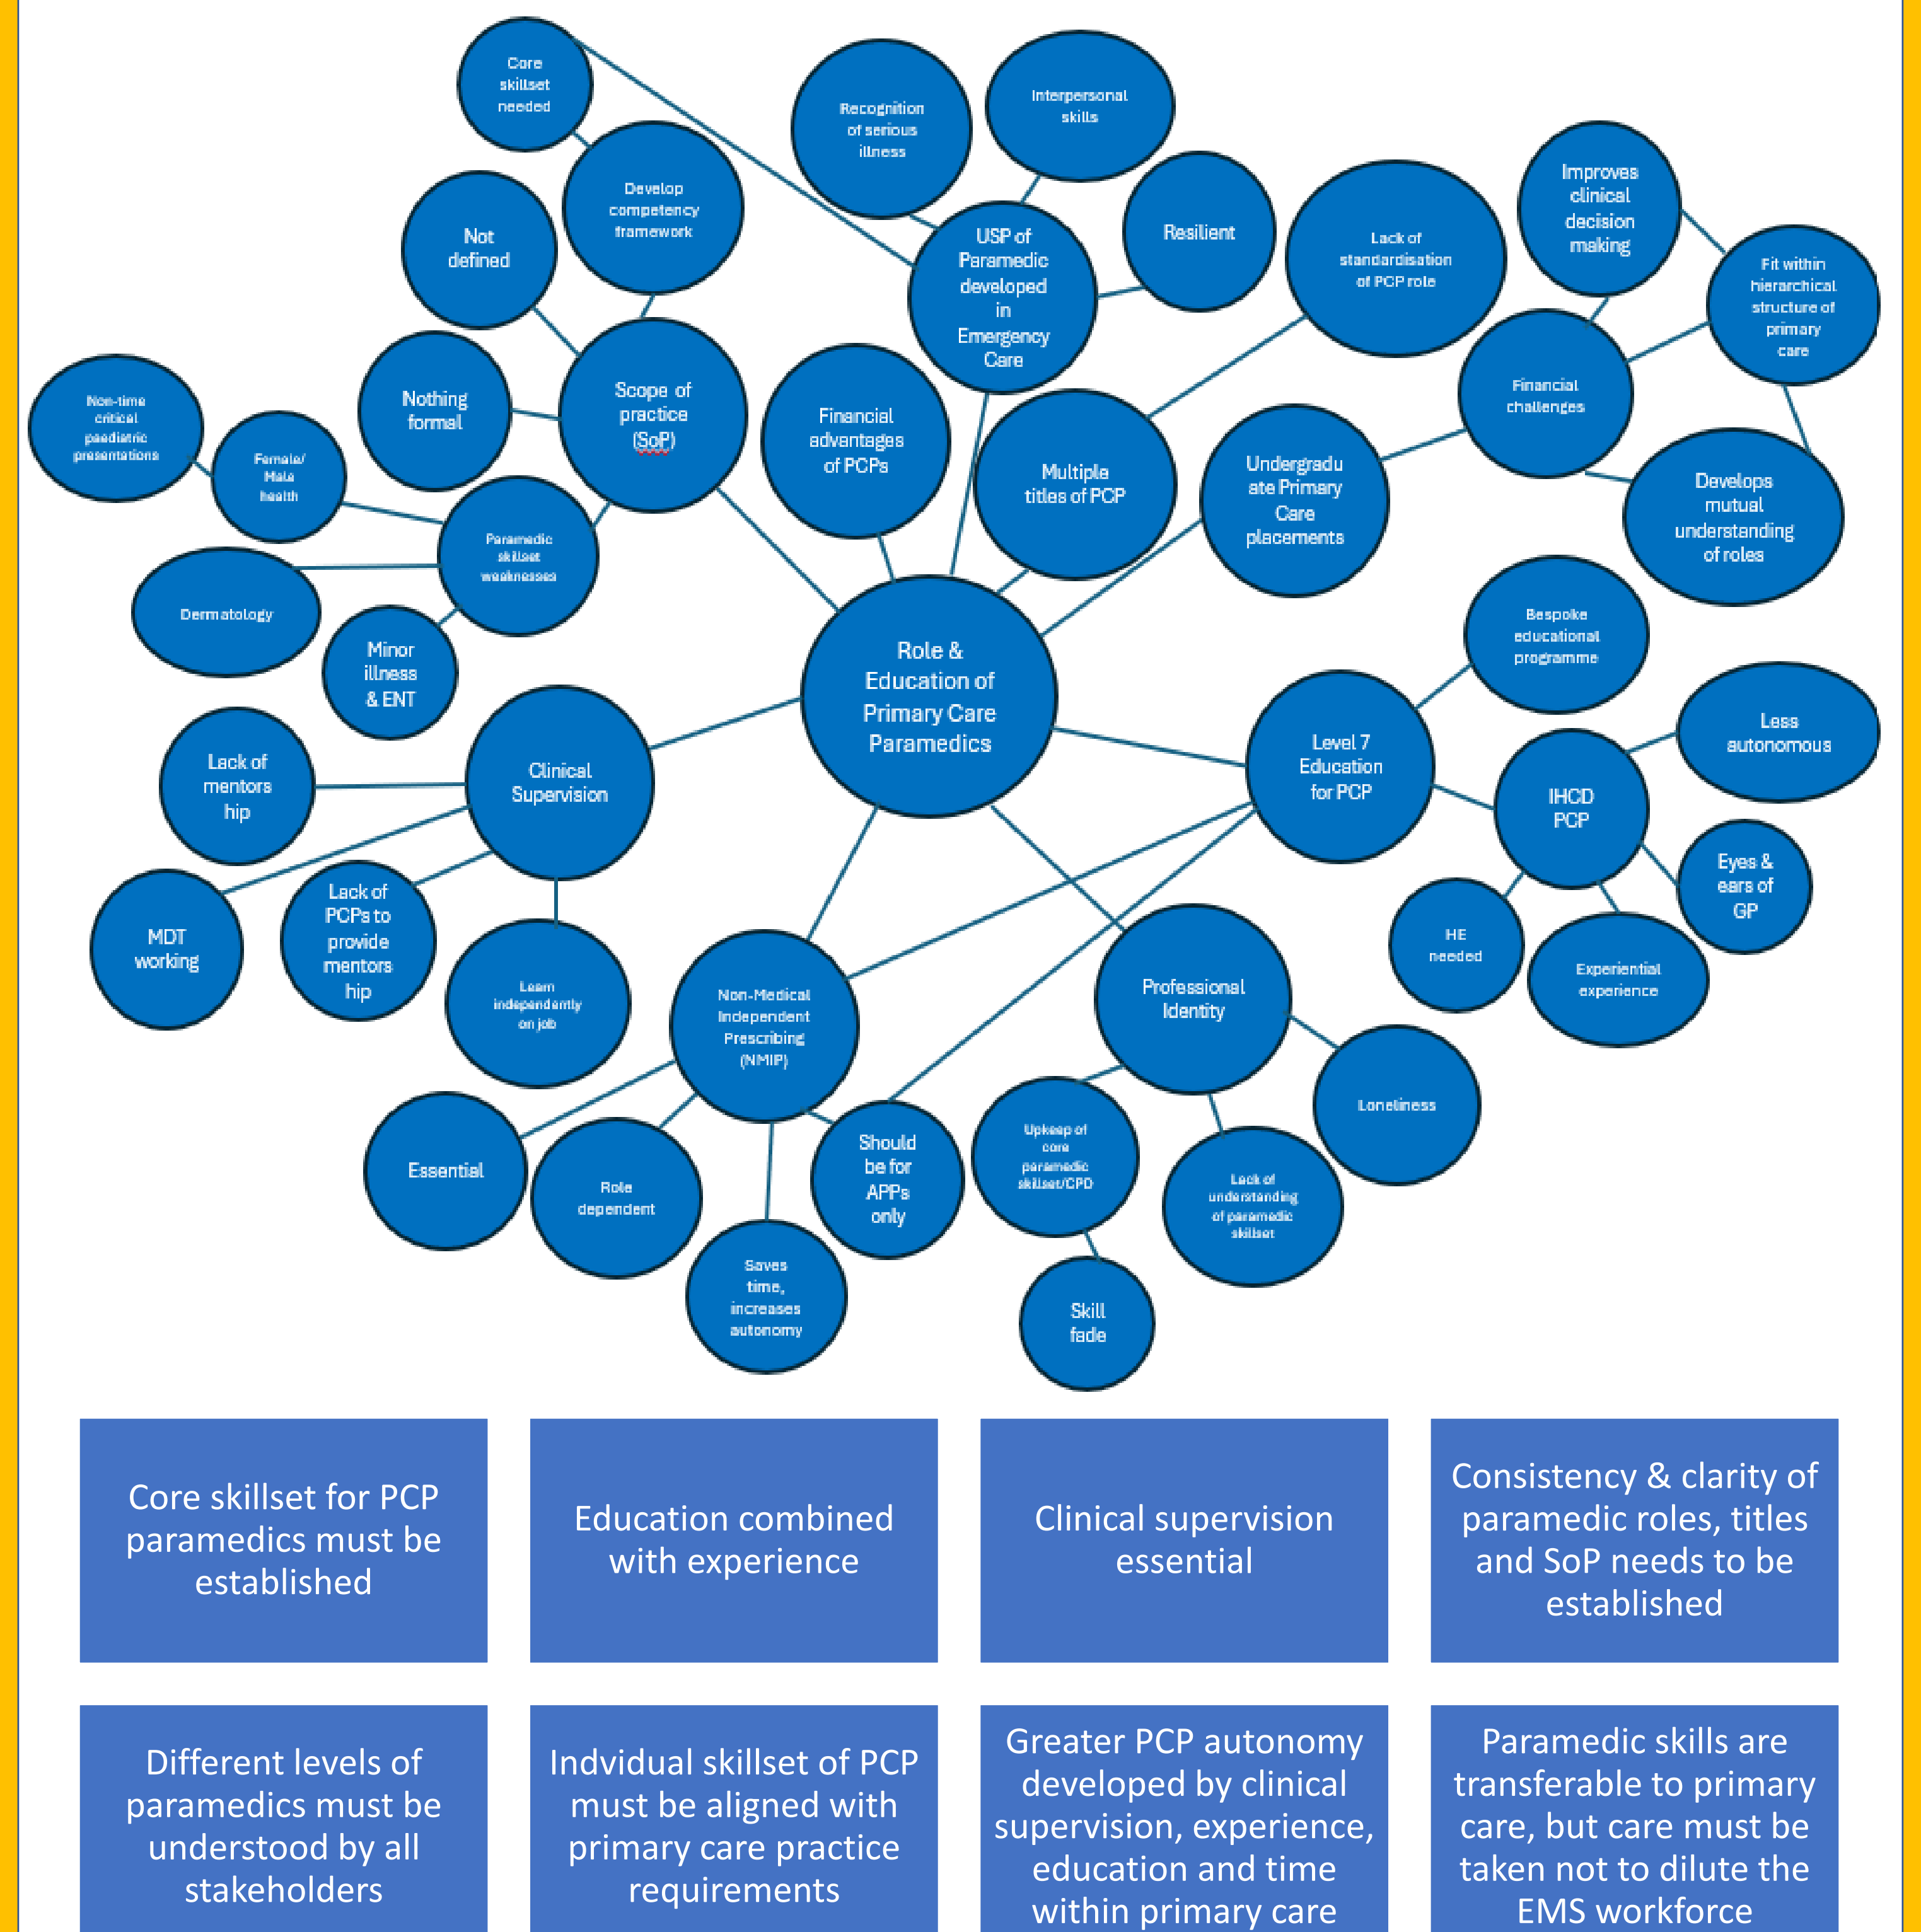 Core
skillset
needed
Recognition
of serious
illness
Interpersonal
skills
Develop
competency
framework
Not
defined
USP of
Paramedic
developed
in
Emergency
Care
Resilient
Lack of
standardisation
of PCP role
Improves
clinical
decision
making
Fit within
hierarchical
structure of
primary
care
Non-time
critical
paediatric
presentations
Female/
Male
health
Nothing
formal
Scope of
practice
(SoP)
Financial
advantages
of PCPs
Multiple
titles of PCP
Undergradu
ate Primary
Care
placements
Financial
challenges
Develops
mutual
understanding
of roles
Paramedic
skillset
weaknesses
Dermatology
Minor
illness
& ENT
Role &
Education of
Primary Care
Paramedics
Bespoke
educational
programme
Less
autonomous
Lack of
mentors
hip
Clinical
Supervision
Level 7
Education
for PCP
IHCD
PCP
Eyes &
ears of
GP
MDT
working
Lack of
PCPs to
provide
mentors
hip
Learn
independently
on job
Non-Medical
Independent
Prescribing
(NMIP)
Professional
Identity
HE
needed
Experiential
experience
Essential
Role
dependent
Saves
time,
increases
autonomy
Should
be for
APPs
only
Upkeep of
core
paramedic
skillset/CPD
Lack of
understanding
of paramedic
skillset
Loneliness
Skill
fade
Core skillset for PCP
paramedics must be
established
Education combined
with experience
Clinical supervision
essential
Consistency & clarity of
paramedic roles, titles
and SoP needs to be
established
Different levels of
paramedics must be
understood by all
stakeholders
Indvidual skillset of PCP
must be aligned with
primary care practice
requirements
Greater PCP autonomy
developed by clinical
supervision, experience,
education and time
within primary care
Paramedic skills are
transferable to primary
care, but care must be
taken not to dilute the
EMS workforce